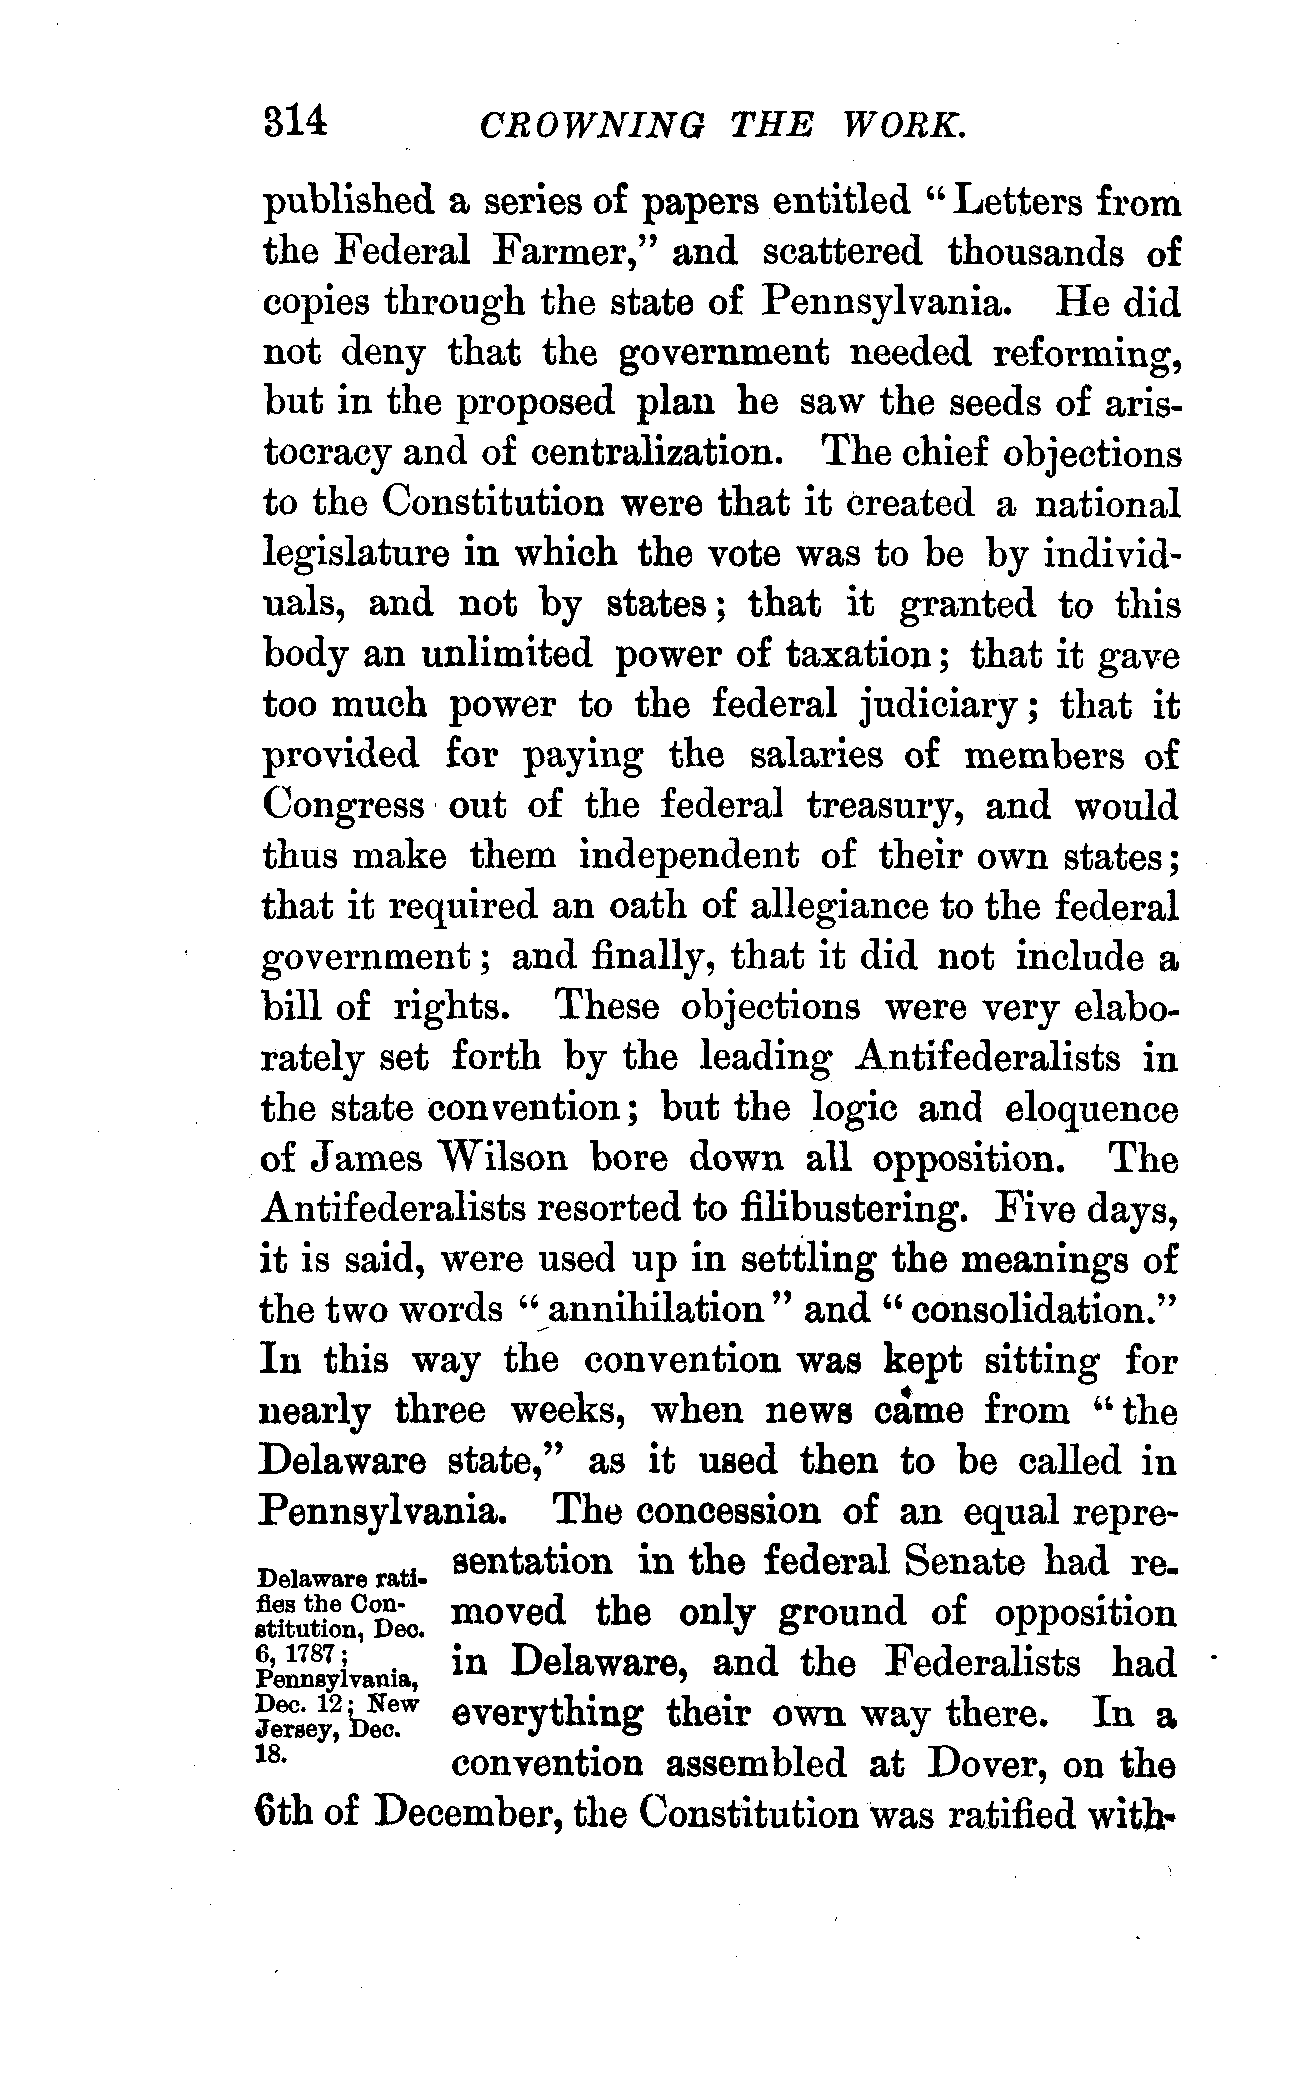 314 CROWNING THE WORK.
published a series of papers entitled “Letters from
the Federal Farmer,” and scattered thousands of
copies through the state of Pennsylvania. He did
not deny that the government needed reforming,
but in the proposed plan he saw the seeds of aris-
tocracy and of centralization. The chief objections
to the Constitution were that it created a national
legislature in which the vote was to be by individ-
uals, and not by states; that it granted to this
body an unlimited power of taxation; that it gave
too much power to the federal judiciary; that it
provided for paying the salaries of members of
Congress out of the federal treasury, and would
thus make them independent of their own states;
that it required an oath of allegiance to the federal
government; and finally, that it did not include a
bill of rights. These objections were very elabo-
rately set forth by the leading Antifederalists in
the state convention; but the logic and eloquence
of James Wilson bore down all opposition. The
Antifederalists resorted to filibustering. Five days,
it is said, were used up in settling the meanings of
the two words “annihilation” and “consolidation.”
In this way the convention was kept sitting for
nearly three weeks, when news came from “the
Delaware state,” as it used then to be called in
Pennsylvania. The concession of an equal repre-
sentation in the federal Senate had re-
moved the only ground of opposition
in Delaware, and the Federalists had
everything their own way there. In a
convention assembled at Dover, on the
6th of December, the Constitution was ratified with-
Delaware rati-
fies the Con-
stitution, Dec.
6, 1787;
Pennsylvania,
Dec. 12; New
Jersey, Dec.
18.